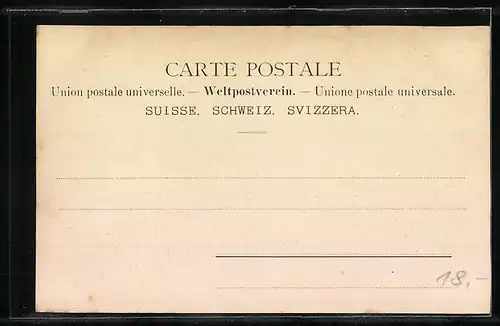 CARTE POSTALE
Union postale universelle. — Weltpostverein. — Unione postale universale.
SUISSE. SCHWEIZ. SVIZZERA.
18.-